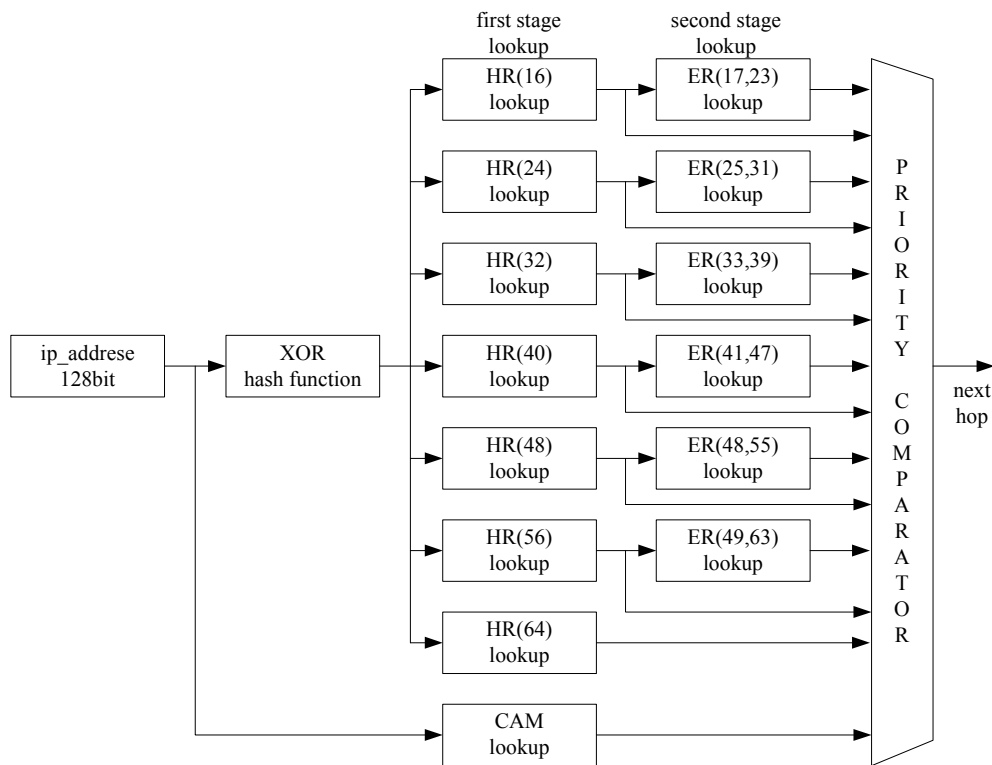 first stage
lookup
second stage
lookup
HR(16)
lookup
ER(17,23)
lookup
HR(24)
lookup
ER(25,31)
lookup
HR(32)
lookup
ER(33,39)
lookup
ip_addrese
128bit
XOR
hash function
HR(40)
lookup
ER(41,47)
lookup
HR(48)
lookup
ER(48,55)
lookup
HR(56)
lookup
ER(49,63)
lookup
HR(64)
lookup
CAM
lookup
PRIORITY COMPARATOR
next
hop